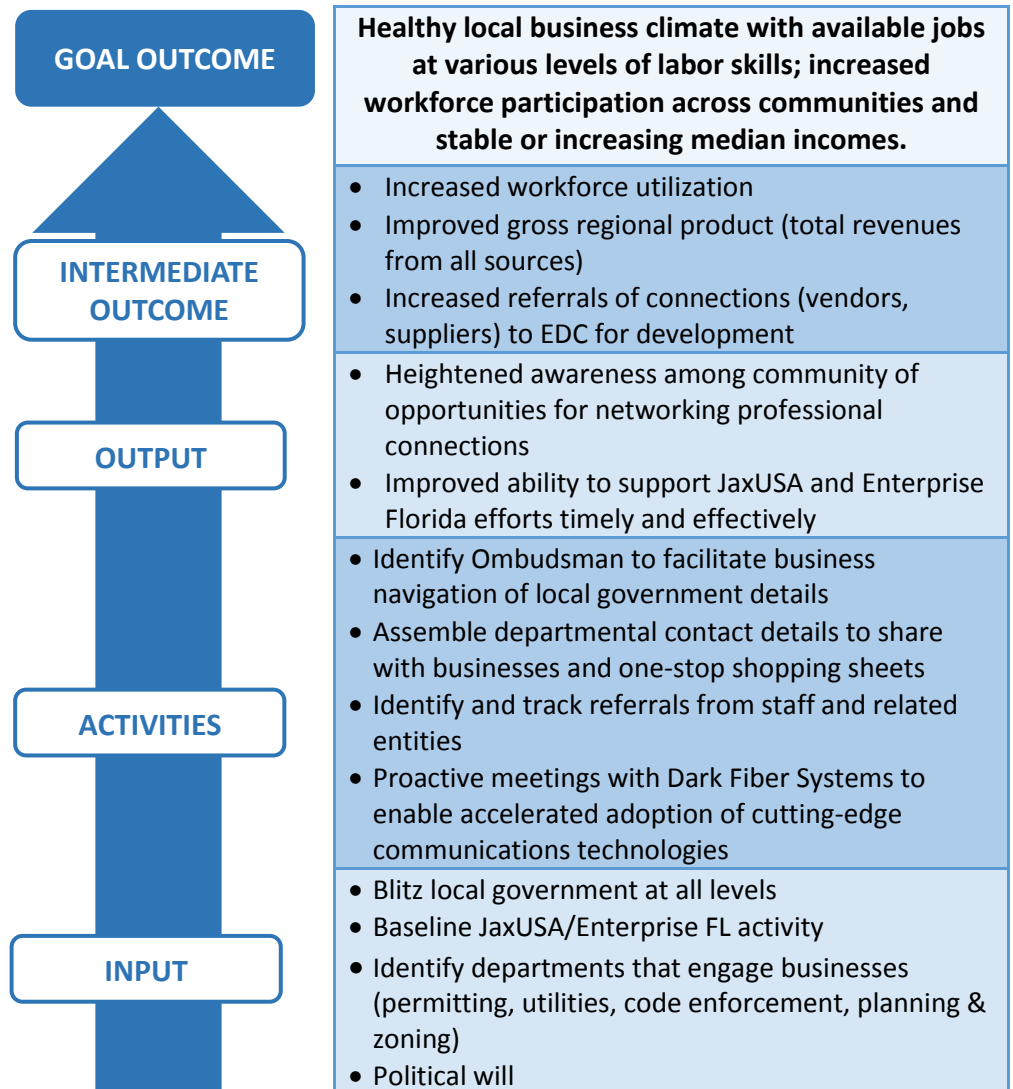 GOAL OUTCOME
Healthy local business climate with available jobs
at various levels of labor skills; increased
workforce participation across communities and
stable or increasing median incomes.
INTERMEDIATE
OUTCOME
• Increased workforce utilization
• Improved gross regional product (total revenues
from all sources)
• Increased referrals of connections (vendors,
suppliers) to EDC for development
OUTPUT
• Heightened awareness among community of
opportunities for networking professional
connections
• Improved ability to support JaxUSA and Enterprise
Florida efforts timely and effectively
ACTIVITIES
• Identify Ombudsman to facilitate business
navigation of local government details
• Assemble departmental contact details to share
with businesses and one-stop shopping sheets
• Identify and track referrals from staff and related
entities
• Proactive meetings with Dark Fiber Systems to
enable accelerated adoption of cutting-edge
communications technologies
INPUT
• Blitz local government at all levels
• Baseline JaxUSA/Enterprise FL activity
• Identify departments that engage businesses
(permitting, utilities, code enforcement, planning &
zoning)
• Political will